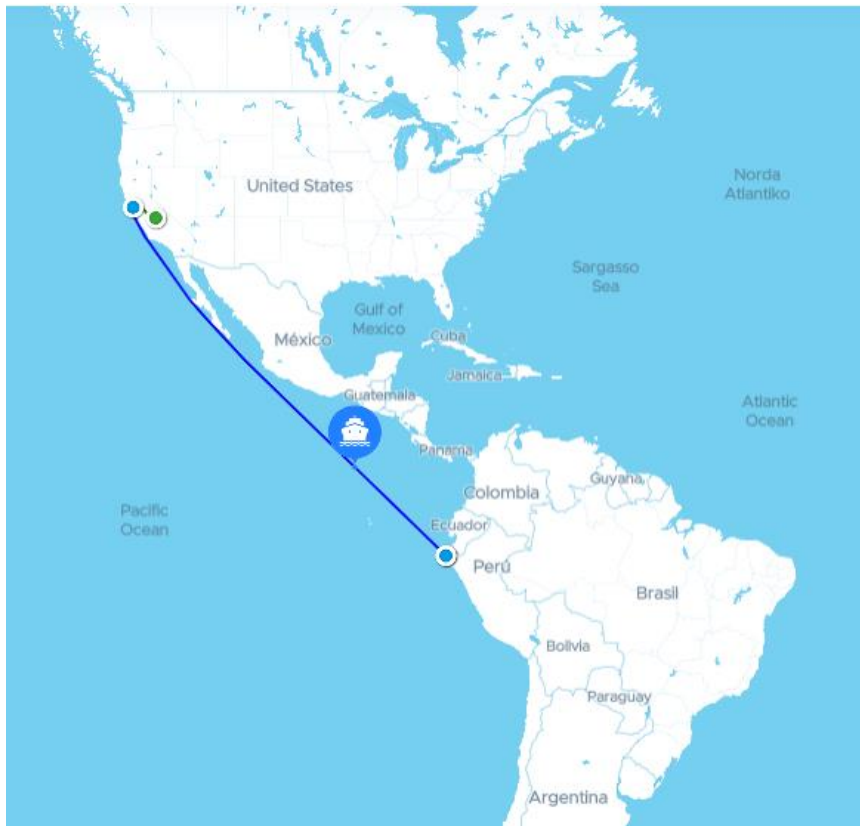 United States
Norda
Atlantiko
Sargasso
Sea
Gulf of
Mexico
México
Cuba
Jamaica
Guatemala
Atlantic
Ocean
Panama
Guyana
Colombia
Pacific
Ocean
Ecuador
Perú
Brasil
Bolivia
Paraguay
Argentina